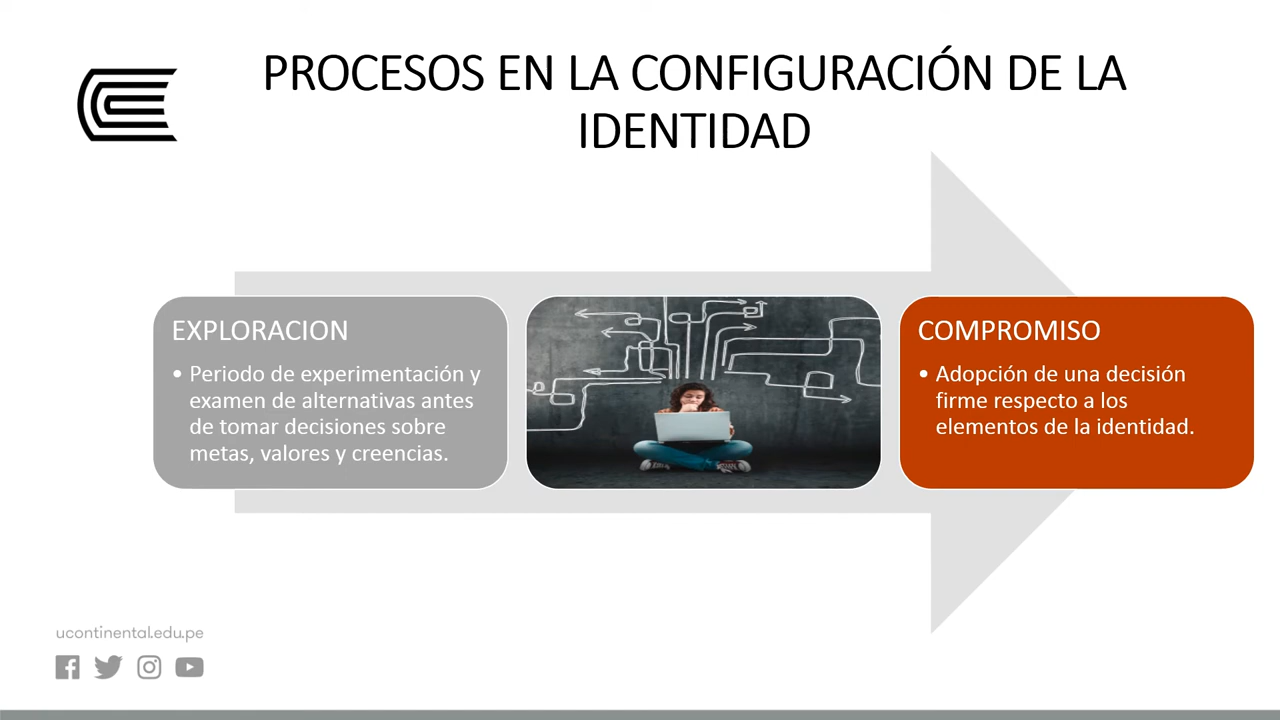 PROCESOS EN LA CONFIGURACIÓN DE LA
IDENTIDAD
EXPLORACION
• Periodo de experimentación y
examen de alternativas antes
de tomar decisiones sobre
metas, valores y creencias.
COMPROMISO
• Adopción de una decisión
firme respecto a los
elementos de la identidad.
ucontinental.edu.pe